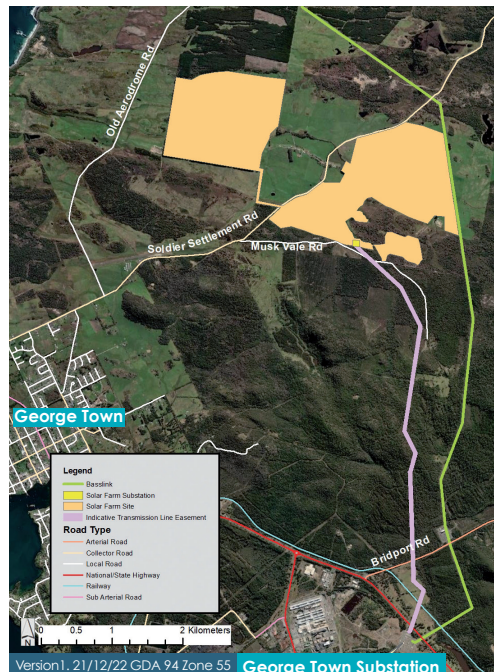 Old Aerodrome Rd
Soldier Settlement Rd
Musk Vale Rd
George Town
Legend
Basslink
Solar Farm Substation
Solar Farm Site
Indicative Transmission Line Easement
Road Type
Arterial Road
Collector Road
Local Road
National/State Highway
Railway
Sub Arterial Road
Bridpon Rd
N
0 0.5 1 2 Kilometers
Version1. 21/12/22 GDA 94 Zone 55
George Town Substation